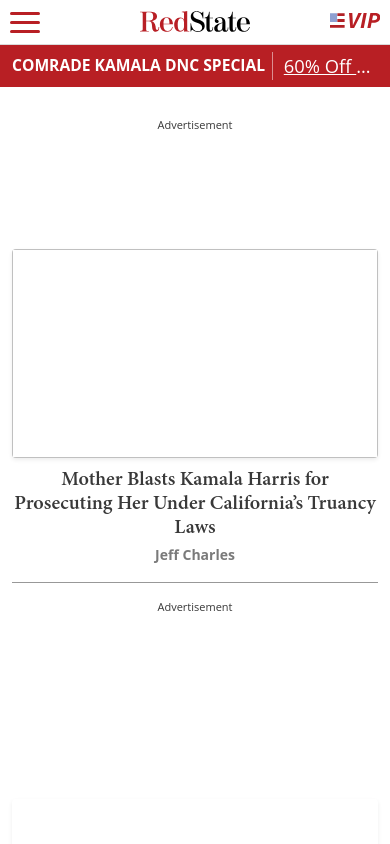 RedState
VIP
COMRADE KAMALA DNC SPECIAL
60% Off ...
Advertisement
Mother Blasts Kamala Harris for
Prosecuting Her Under California’s Truancy
Laws
Jeff Charles
Advertisement